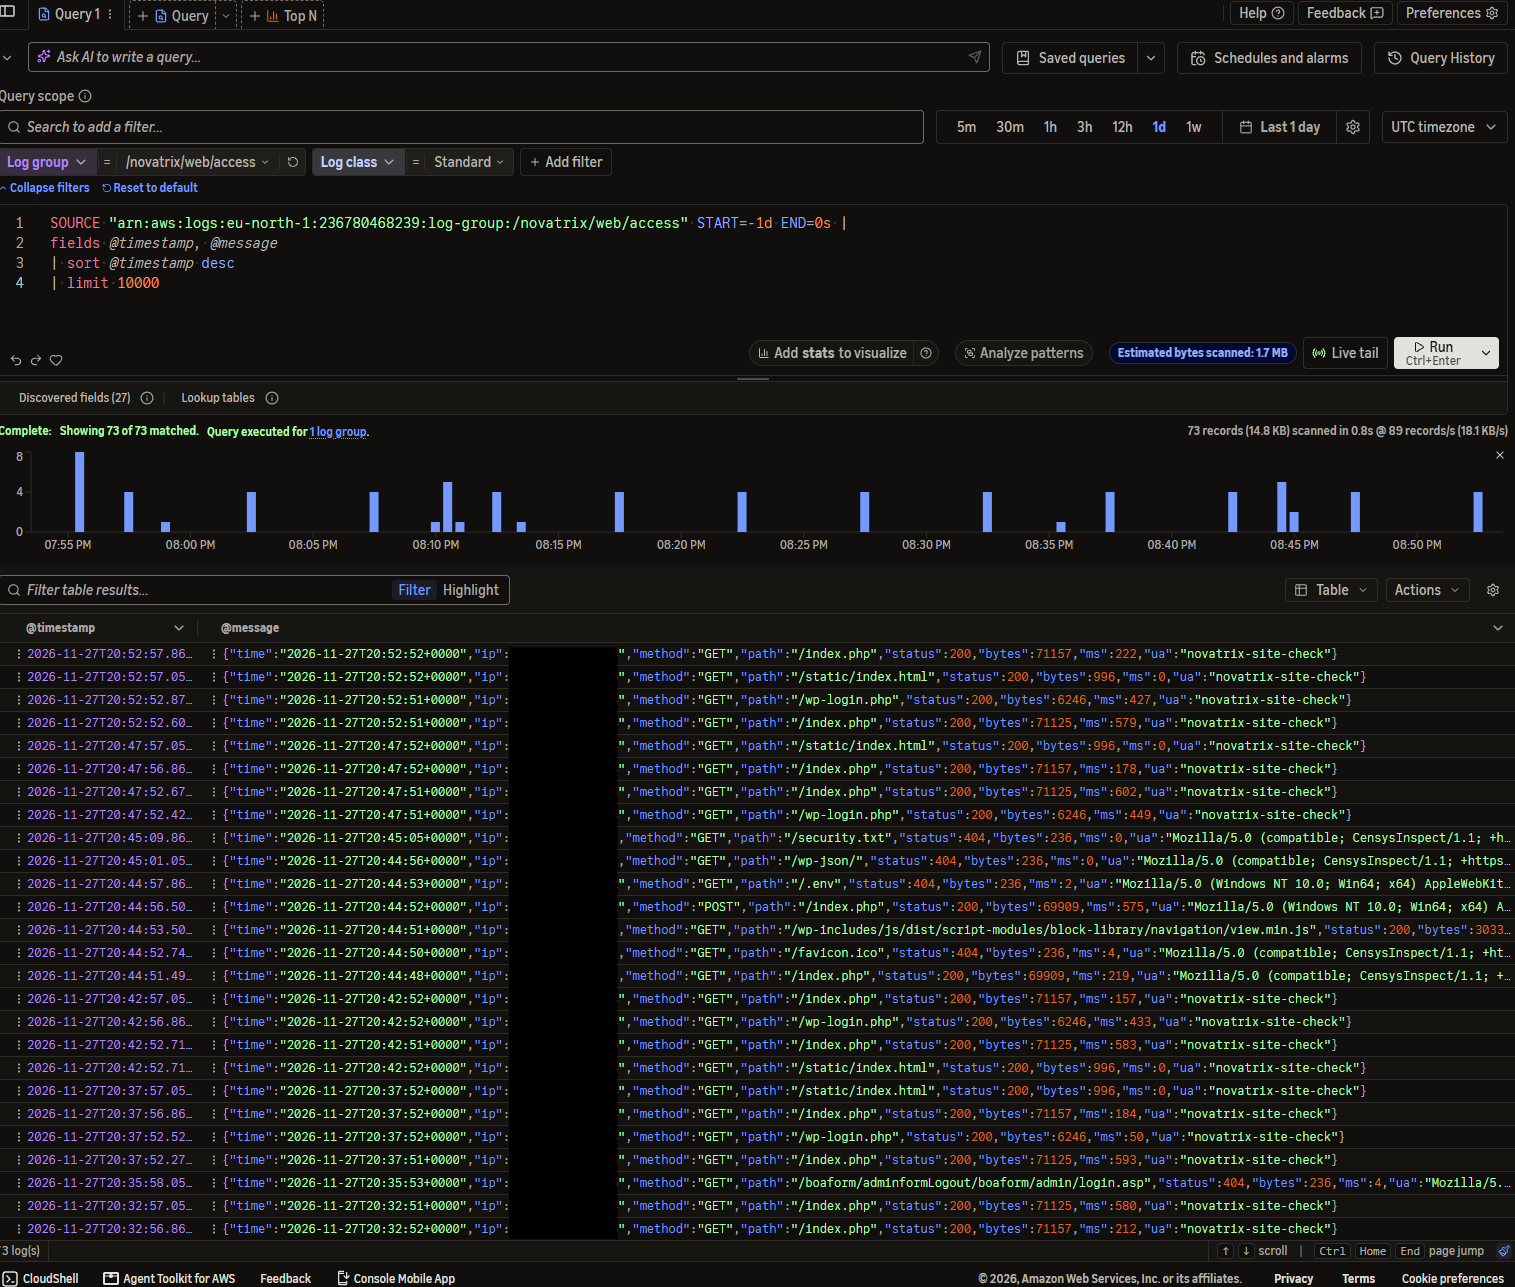 Query 1
Query
Top N
Help
Feedback
Preferences
Ask AI to write a query...
Saved queries
Schedules and alarms
Query History
Query scope
Search to add a filter...
5m 30m 1h 3h 12h 1d 1w
Last 1 day
UTC timezone
Log group = /novatrix/web/access
Log class = Standard
+ Add filter
Collapse filters
Reset to default
1 SOURCE "arn:aws:logs:eu-north-1:236780468239:log-group:/novatrix/web/access" START=-1d END=0s |
2 fields @timestamp, @message
3 | sort @timestamp desc
4 | limit 10000
Add stats to visualize
Analyze patterns
Estimated bytes scanned: 1.7 MB
Live tail
Run
Ctrl+Enter
Discovered fields (27)
Lookup tables
Complete: Showing 73 of 73 matched. Query executed for 1 log group.
73 records (14.8 KB) scanned in 0.8s @ 89 records/s (18.1 KB/s)
8
4
0
07:55 PM 08:00 PM 08:05 PM 08:10 PM 08:15 PM 08:20 PM 08:25 PM 08:30 PM 08:35 PM 08:40 PM 08:45 PM 08:50 PM
Filter table results...
Filter
Highlight
Table
Actions
@timestamp @message
2026-11-27T20:52:57.86… {"time":"2026-11-27T20:52:52+0000","ip": ","method":"GET","path":"/index.php","status":200,"bytes":71157,"ms":222,"ua":"novatrix-site-check"}
2026-11-27T20:52:57.05… {"time":"2026-11-27T20:52:52+0000","ip": ","method":"GET","path":"/static/index.html","status":200,"bytes":996,"ms":0,"ua":"novatrix-site-check"}
2026-11-27T20:52:52.87… {"time":"2026-11-27T20:52:51+0000","ip": ","method":"GET","path":"/wp-login.php","status":200,"bytes":6246,"ms":427,"ua":"novatrix-site-check"}
2026-11-27T20:52:52.60… {"time":"2026-11-27T20:52:51+0000","ip": ","method":"GET","path":"/index.php","status":200,"bytes":71125,"ms":579,"ua":"novatrix-site-check"}
2026-11-27T20:47:57.05… {"time":"2026-11-27T20:47:52+0000","ip": ","method":"GET","path":"/static/index.html","status":200,"bytes":996,"ms":0,"ua":"novatrix-site-check"}
2026-11-27T20:47:56.86… {"time":"2026-11-27T20:47:52+0000","ip": ","method":"GET","path":"/index.php","status":200,"bytes":71157,"ms":178,"ua":"novatrix-site-check"}
2026-11-27T20:47:52.67… {"time":"2026-11-27T20:47:51+0000","ip": ","method":"GET","path":"/index.php","status":200,"bytes":71125,"ms":602,"ua":"novatrix-site-check"}
2026-11-27T20:47:52.42… {"time":"2026-11-27T20:47:51+0000","ip": ","method":"GET","path":"/wp-login.php","status":200,"bytes":6246,"ms":449,"ua":"novatrix-site-check"}
2026-11-27T20:45:09.86… {"time":"2026-11-27T20:45:05+0000","ip": ,"method":"GET","path":"/security.txt","status":404,"bytes":236,"ms":0,"ua":"Mozilla/5.0 (compatible; CensysInspect/1.1; +h…
2026-11-27T20:45:01.05… {"time":"2026-11-27T20:44:56+0000","ip": ,"method":"GET","path":"/wp-json/","status":404,"bytes":236,"ms":0,"ua":"Mozilla/5.0 (compatible; CensysInspect/1.1; +https…
2026-11-27T20:44:57.86… {"time":"2026-11-27T20:44:53+0000","ip": ","method":"GET","path":"/.env","status":404,"bytes":236,"ms":2,"ua":"Mozilla/5.0 (Windows NT 10.0; Win64; x64) AppleWebKit…
2026-11-27T20:44:56.50… {"time":"2026-11-27T20:44:52+0000","ip": ","method":"POST","path":"/index.php","status":200,"bytes":69909,"ms":575,"ua":"Mozilla/5.0 (Windows NT 10.0; Win64; x64) A…
2026-11-27T20:44:53.50… {"time":"2026-11-27T20:44:51+0000","ip": ,"method":"GET","path":"/wp-includes/js/dist/script-modules/block-library/navigation/view.min.js","status":200,"bytes":3033…
2026-11-27T20:44:52.74… {"time":"2026-11-27T20:44:50+0000","ip": ,"method":"GET","path":"/favicon.ico","status":404,"bytes":236,"ms":4,"ua":"Mozilla/5.0 (compatible; CensysInspect/1.1; +ht…
2026-11-27T20:44:51.49… {"time":"2026-11-27T20:44:48+0000","ip": ,"method":"GET","path":"/index.php","status":200,"bytes":69909,"ms":219,"ua":"Mozilla/5.0 (compatible; CensysInspect/1.1; +…
2026-11-27T20:42:57.05… {"time":"2026-11-27T20:42:52+0000","ip": ","method":"GET","path":"/index.php","status":200,"bytes":71157,"ms":157,"ua":"novatrix-site-check"}
2026-11-27T20:42:56.86… {"time":"2026-11-27T20:42:52+0000","ip": ","method":"GET","path":"/wp-login.php","status":200,"bytes":6246,"ms":433,"ua":"novatrix-site-check"}
2026-11-27T20:42:52.71… {"time":"2026-11-27T20:42:51+0000","ip": ","method":"GET","path":"/index.php","status":200,"bytes":71125,"ms":583,"ua":"novatrix-site-check"}
2026-11-27T20:42:52.71… {"time":"2026-11-27T20:42:52+0000","ip": ","method":"GET","path":"/static/index.html","status":200,"bytes":996,"ms":0,"ua":"novatrix-site-check"}
2026-11-27T20:37:57.05… {"time":"2026-11-27T20:37:52+0000","ip": ","method":"GET","path":"/static/index.html","status":200,"bytes":996,"ms":0,"ua":"novatrix-site-check"}
2026-11-27T20:37:56.86… {"time":"2026-11-27T20:37:52+0000","ip": ","method":"GET","path":"/index.php","status":200,"bytes":71157,"ms":184,"ua":"novatrix-site-check"}
2026-11-27T20:37:52.52… {"time":"2026-11-27T20:37:52+0000","ip": ","method":"GET","path":"/wp-login.php","status":200,"bytes":6246,"ms":50,"ua":"novatrix-site-check"}
2026-11-27T20:37:52.27… {"time":"2026-11-27T20:37:51+0000","ip": ","method":"GET","path":"/index.php","status":200,"bytes":71125,"ms":593,"ua":"novatrix-site-check"}
2026-11-27T20:35:58.05… {"time":"2026-11-27T20:35:53+0000","ip": ","method":"GET","path":"/boaform/adminformLogout/boaform/admin/login.asp","status":404,"bytes":236,"ms":4,"ua":"Mozilla/5.…
2026-11-27T20:32:57.05… {"time":"2026-11-27T20:32:51+0000","ip": ","method":"GET","path":"/index.php","status":200,"bytes":71125,"ms":580,"ua":"novatrix-site-check"}
2026-11-27T20:32:56.86… {"time":"2026-11-27T20:32:52+0000","ip": ","method":"GET","path":"/index.php","status":200,"bytes":71157,"ms":212,"ua":"novatrix-site-check"}
3 log(s)
↑ ↓ scroll | Ctrl Home End page jump
CloudShell
Agent Toolkit for AWS
Feedback
Console Mobile App
© 2026, Amazon Web Services, Inc. or its affiliates.
Privacy
Terms
Cookie preferences